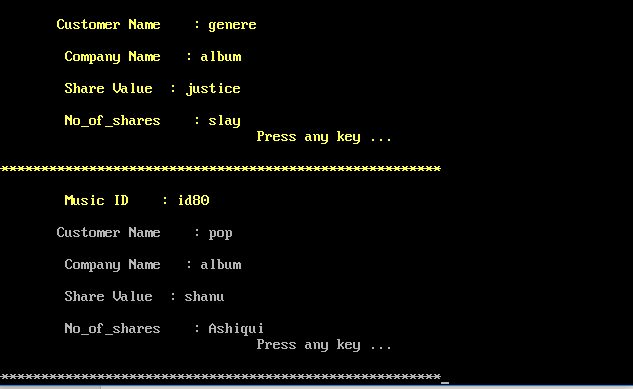 Customer Name : genere
Company Name : album
Share Value : justice
No_of_shares : slay
Press any key ...
*******************************************************
Music ID : id80
Customer Name : pop
Company Name : album
Share Value : shanu
No_of_shares : Ashiqui
Press any key ...
*******************************************************_